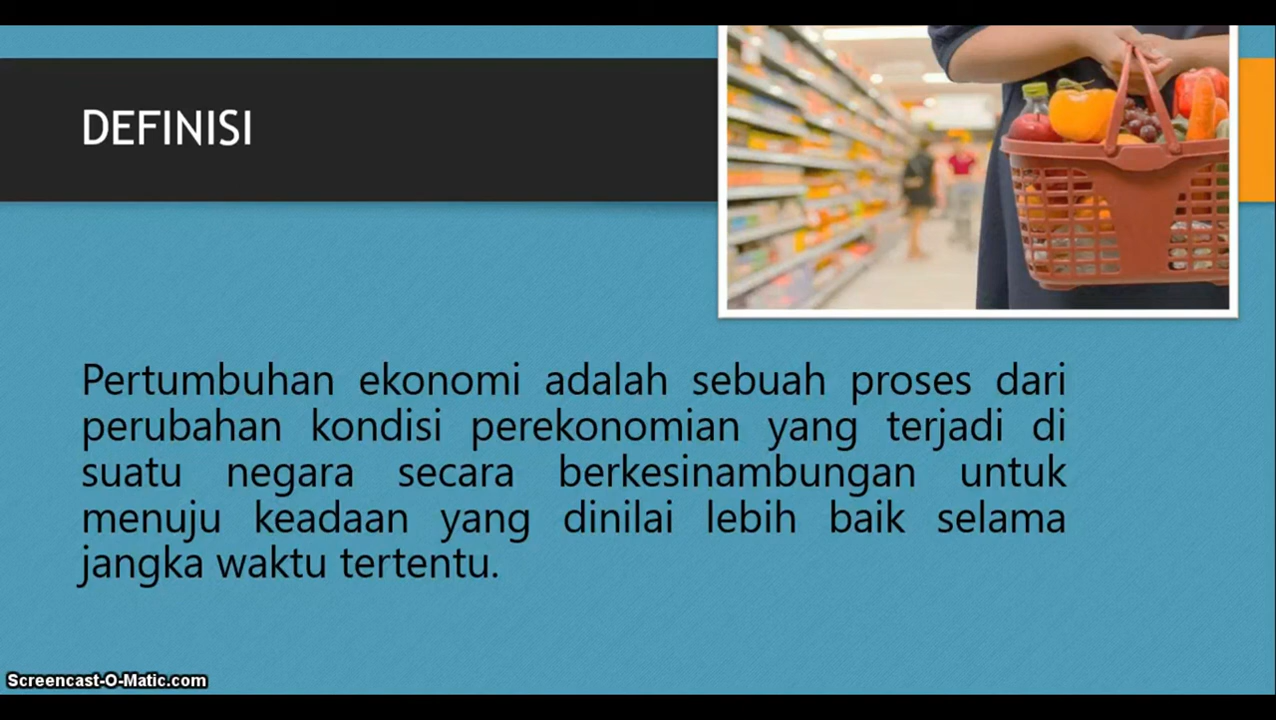 DEFINISI
Pertumbuhan ekonomi adalah sebuah proses dari
perubahan kondisi perekonomian yang terjadi di
suatu negara secara berkesinambungan untuk
menuju keadaan yang dinilai lebih baik selama
jangka waktu tertentu.
Screencast-O-Matic.com